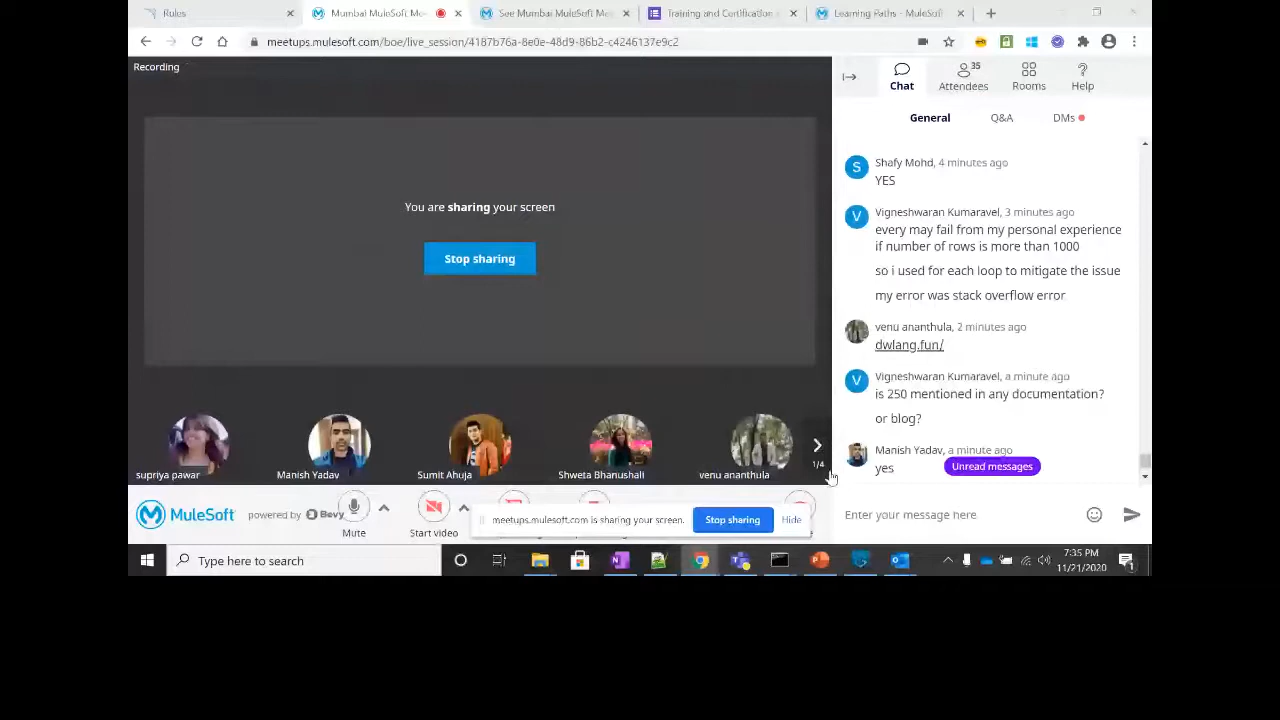 Rules
Mumbai MuleSoft Me
See Mumbai MuleSoft Me
Training and Certification
Learning Paths - MuleSoft
meetups.mulesoft.com/boe/live_session/4187b76a-8e0e-48d9-86b2-c4246137e9c2
Recording
You are sharing your screen
Stop sharing
supriya pawar
Manish Yadav
Sumit Ahuja
Shweta Bhanushali
venu ananthula
1/4
MuleSoft powered by Bevy
Mute
Start video
meetups.mulesoft.com is sharing your screen.
Stop sharing
Hide
Chat
35
Attendees
Rooms
Help
General
Q&A
DMs
Shafy Mohd, 4 minutes ago
YES
Vigneshwaran Kumaravel, 3 minutes ago
every may fail from my personal experience
if number of rows is more than 1000
so i used for each loop to mitigate the issue
my error was stack overflow error
venu ananthula, 2 minutes ago
dwlang.fun/
Vigneshwaran Kumaravel, a minute ago
is 250 mentioned in any documentation?
or blog?
Manish Yadav, a minute ago
yes
Unread messages
Enter your message here
Type here to search
7:35 PM
11/21/2020